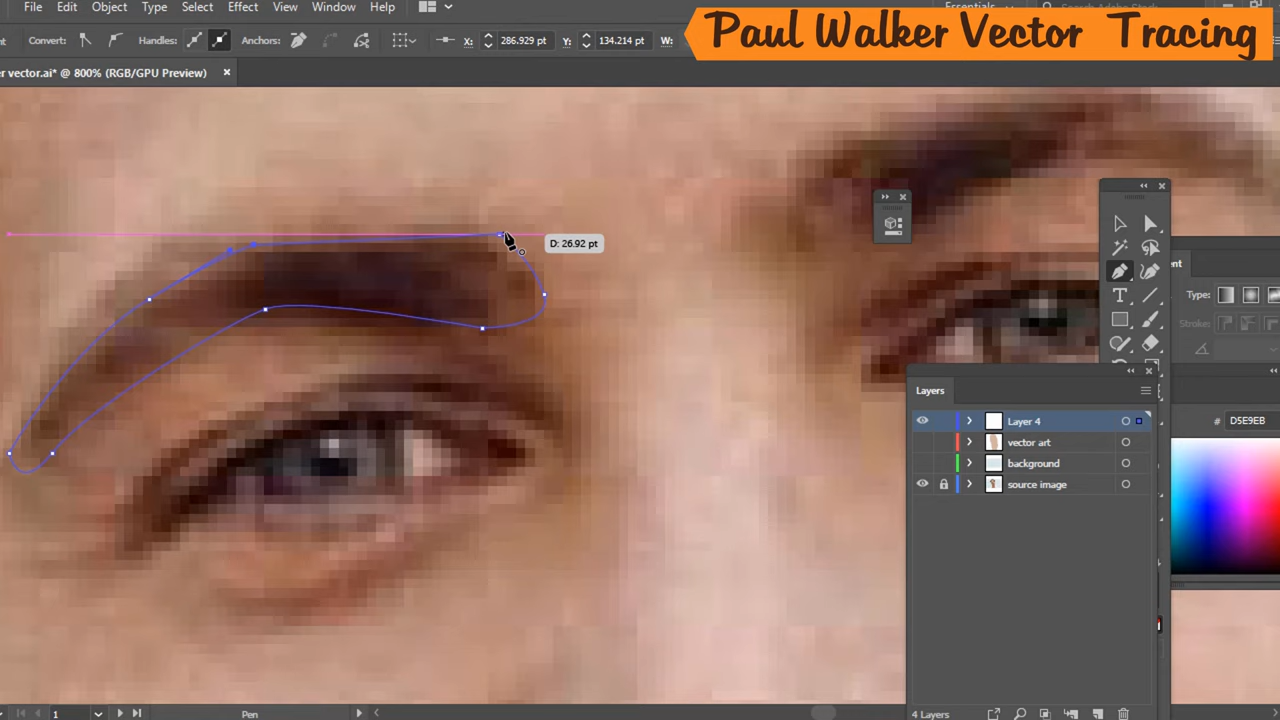 File Edit Object Type Select Effect View Window Help
Essentials
Paul Walker Vector Tracing
Convert: Handles: Anchors: X: 286.929 pt Y: 134.214 pt W:
r vector.ai* @ 800% (RGB/GPU Preview) ×
D: 26.92 pt
Type:
Stroke:
Layers
Layer 4
vector art
background
source image
# D5E9EB
4 Layers
1
Pen